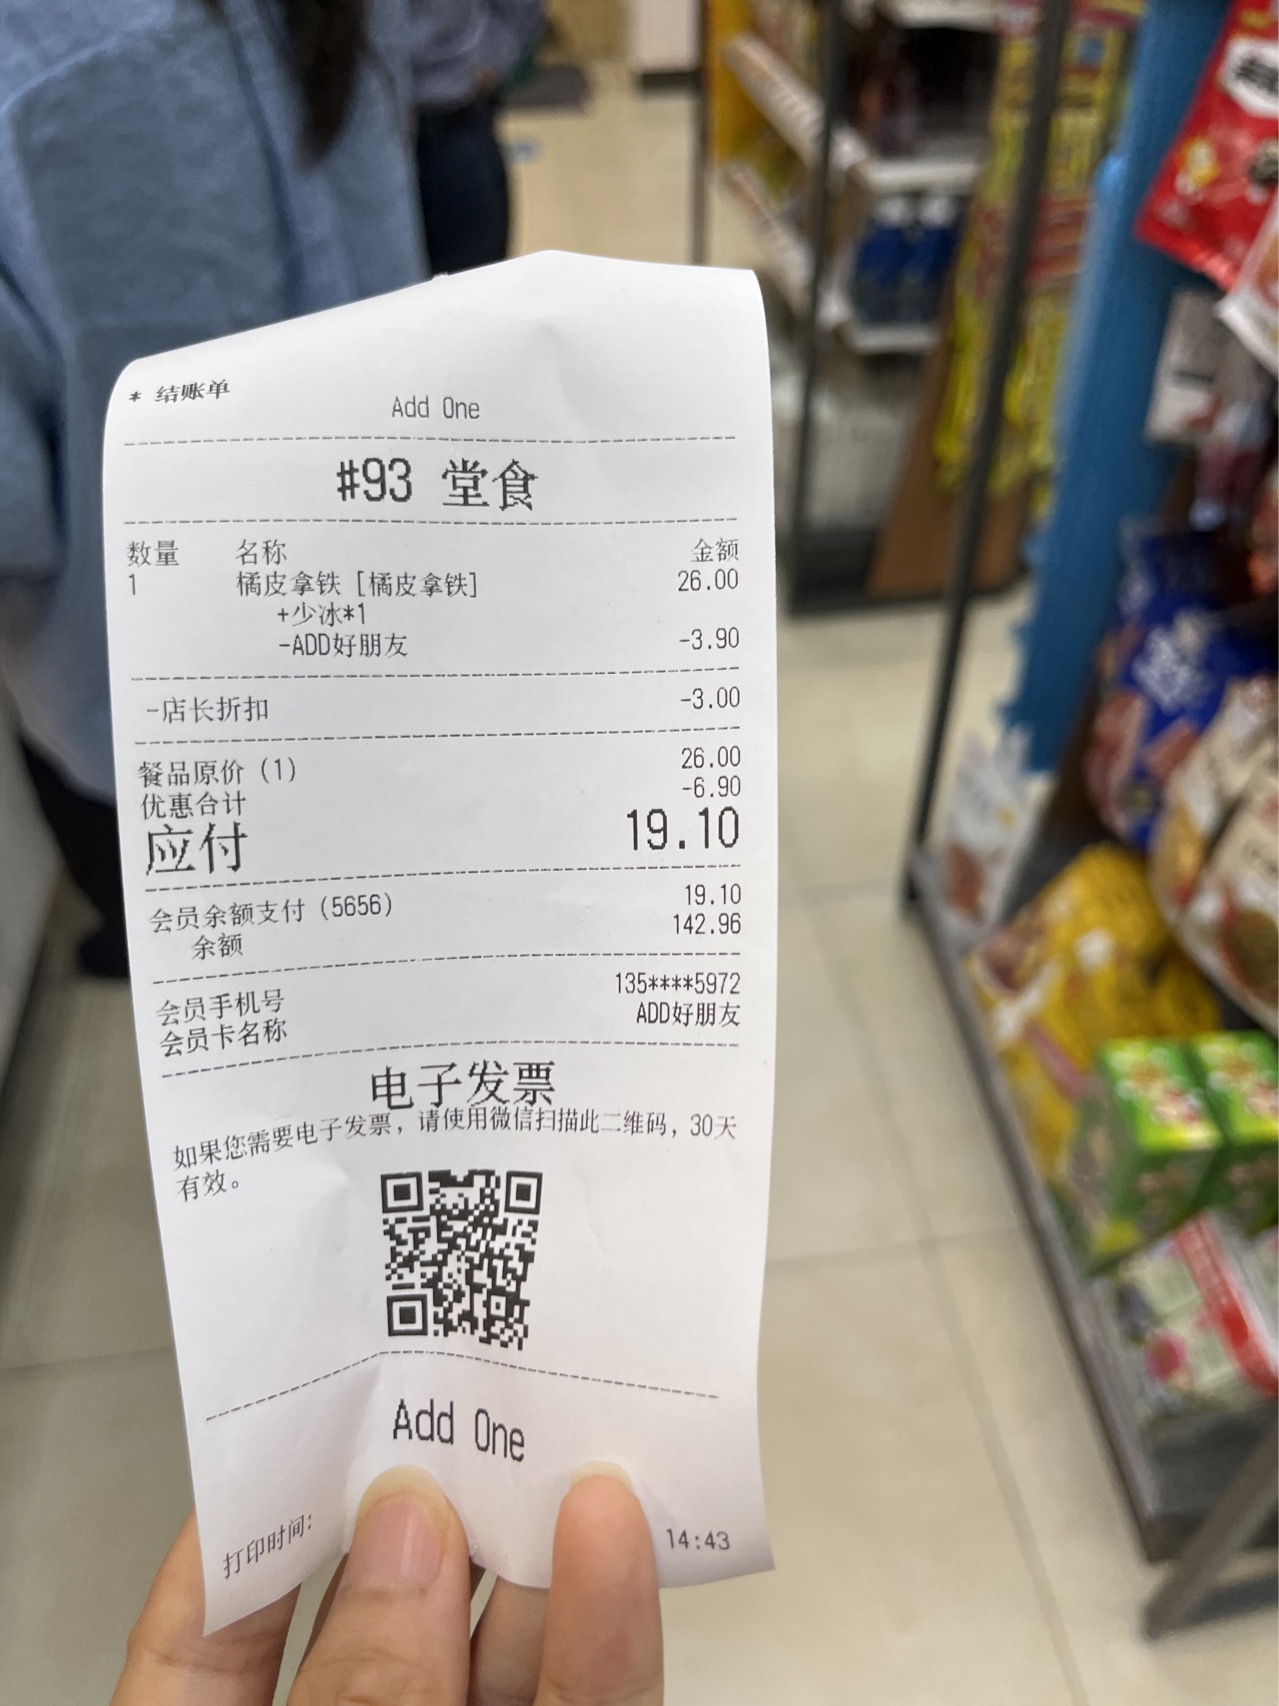 * 结账单
Add One
#93 堂食
数量 名称 金额
1 橘皮拿铁 [橘皮拿铁] 26.00
+少冰*1
-ADD好朋友 -3.90
-店长折扣 -3.00
餐品原价 (1) 26.00
优惠合计 -6.90
应付 19.10
会员余额支付 (5656) 19.10
余额 142.96
会员手机号 135****5972
会员卡名称 ADD好朋友
电子发票
如果您需要电子发票，请使用微信扫描此二维码，30天
有效。
Add One
打印时间: 14:43